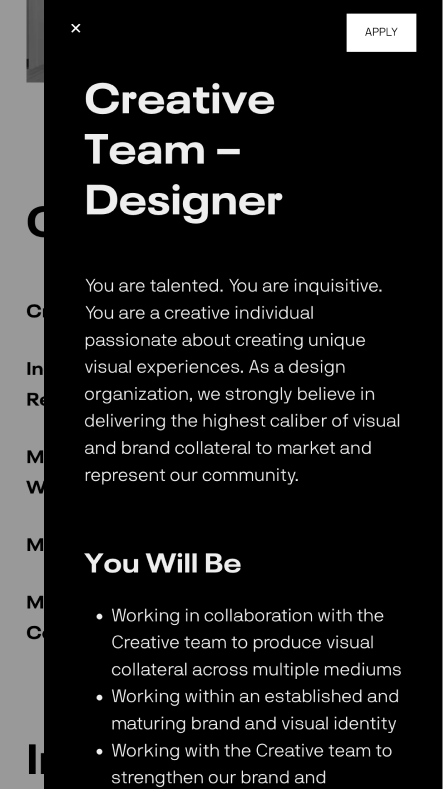 ×
APPLY
Creative
Team –
Designer
You are talented. You are inquisitive.
You are a creative individual
passionate about creating unique
visual experiences. As a design
organization, we strongly believe in
delivering the highest caliber of visual
and brand collateral to market and
represent our community.
You Will Be
• Working in collaboration with the
Creative team to produce visual
collateral across multiple mediums
• Working within an established and
maturing brand and visual identity
• Working with the Creative team to
strengthen our brand and